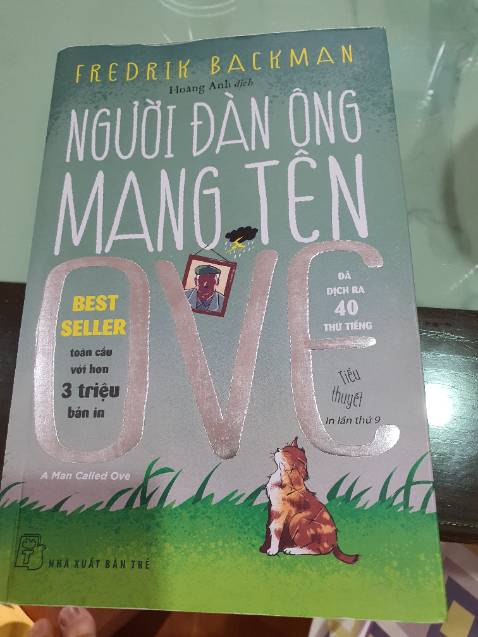 FREDRIK BACKMAN
Hoàng Anh dịch
NGƯỜI ĐÀN ÔNG
MANG TÊN
OVE
BEST
SELLER
toàn cầu
với hơn
3 triệu
bản in
ĐÃ
DỊCH RA
40
THỨ TIẾNG
Tiểu
thuyết
In lần thứ 9
A Man Called Ove
NHÀ XUẤT BẢN TRẺ